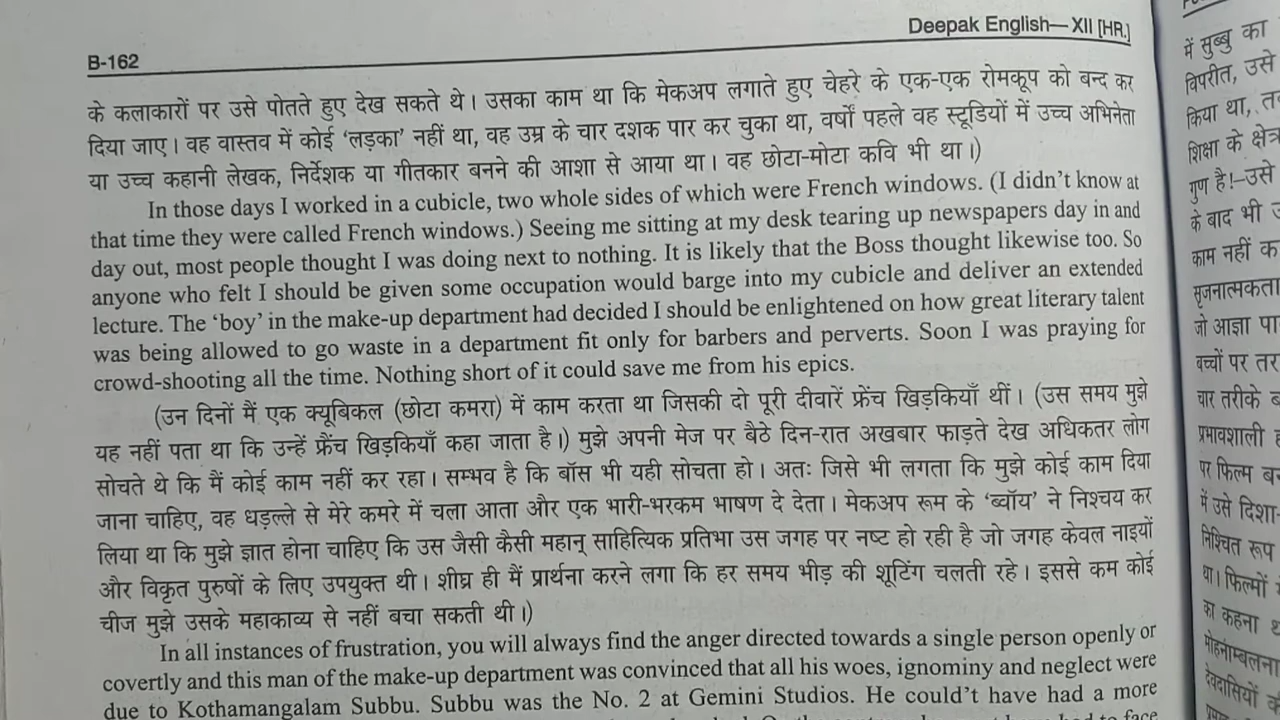 B-162
Deepak English—XII [HR.]
के कलाकारों पर उसे पोतते हुए देख सकते थे। उसका काम था कि मेकअप लगाते हुए चेहरे के एक-एक रोमकूप को बन्द कर
दिया जाए। वह वास्तव में कोई ‘लड़का’ नहीं था, वह उम्र के चार दशक पार कर चुका था, वर्षों पहले वह स्टूडियों में उच्च अभिनेता
या उच्च कहानी लेखक, निर्देशक या गीतकार बनने की आशा से आया था। वह छोटा-मोटा कवि भी था।)
In those days I worked in a cubicle, two whole sides of which were French windows. (I didn’t know at
that time they were called French windows.) Seeing me sitting at my desk tearing up newspapers day in and
day out, most people thought I was doing next to nothing. It is likely that the Boss thought likewise too. So
anyone who felt I should be given some occupation would barge into my cubicle and deliver an extended
lecture. The ‘boy’ in the make-up department had decided I should be enlightened on how great literary talent
was being allowed to go waste in a department fit only for barbers and perverts. Soon I was praying for
crowd-shooting all the time. Nothing short of it could save me from his epics.
(उन दिनों मैं एक क्यूबिकल (छोटा कमरा) में काम करता था जिसकी दो पूरी दीवारें फ्रेंच खिड़कियाँ थीं। (उस समय मुझे
यह नहीं पता था कि उन्हें फ्रैंच खिड़कियाँ कहा जाता है।) मुझे अपनी मेज पर बैठे दिन-रात अखबार फाड़ते देख अधिकतर लोग
सोचते थे कि मैं कोई काम नहीं कर रहा। सम्भव है कि बॉस भी यही सोचता हो। अतः जिसे भी लगता कि मुझे कोई काम दिया
जाना चाहिए, वह धड़ल्ले से मेरे कमरे में चला आता और एक भारी-भरकम भाषण दे देता। मेकअप रूम के ‘ब्वॉय’ ने निश्चय कर
लिया था कि मुझे ज्ञात होना चाहिए कि उस जैसी कैसी महान् साहित्यिक प्रतिभा उस जगह पर नष्ट हो रही है जो जगह केवल नाइयों
और विकृत पुरुषों के लिए उपयुक्त थी। शीघ्र ही मैं प्रार्थना करने लगा कि हर समय भीड़ की शूटिंग चलती रहे। इससे कम कोई
चीज मुझे उसके महाकाव्य से नहीं बचा सकती थी।)
In all instances of frustration, you will always find the anger directed towards a single person openly or
covertly and this man of the make-up department was convinced that all his woes, ignominy and neglect were
due to Kothamangalam Subbu. Subbu was the No. 2 at Gemini Studios. He could’t have had a more
में सुब्बु का
विपरीत, उसे
किया था,
शिक्षा के क्षेत्र
गुण है!–उसे
के बाद भी
काम नहीं
सृजनात्मकता
जो आज्ञा
बच्चों पर
चार तरीके
प्रभावशाली
पर फिल्म
में उसे दिशा-
निश्चित रूप
था। फिल्मों
का कहना